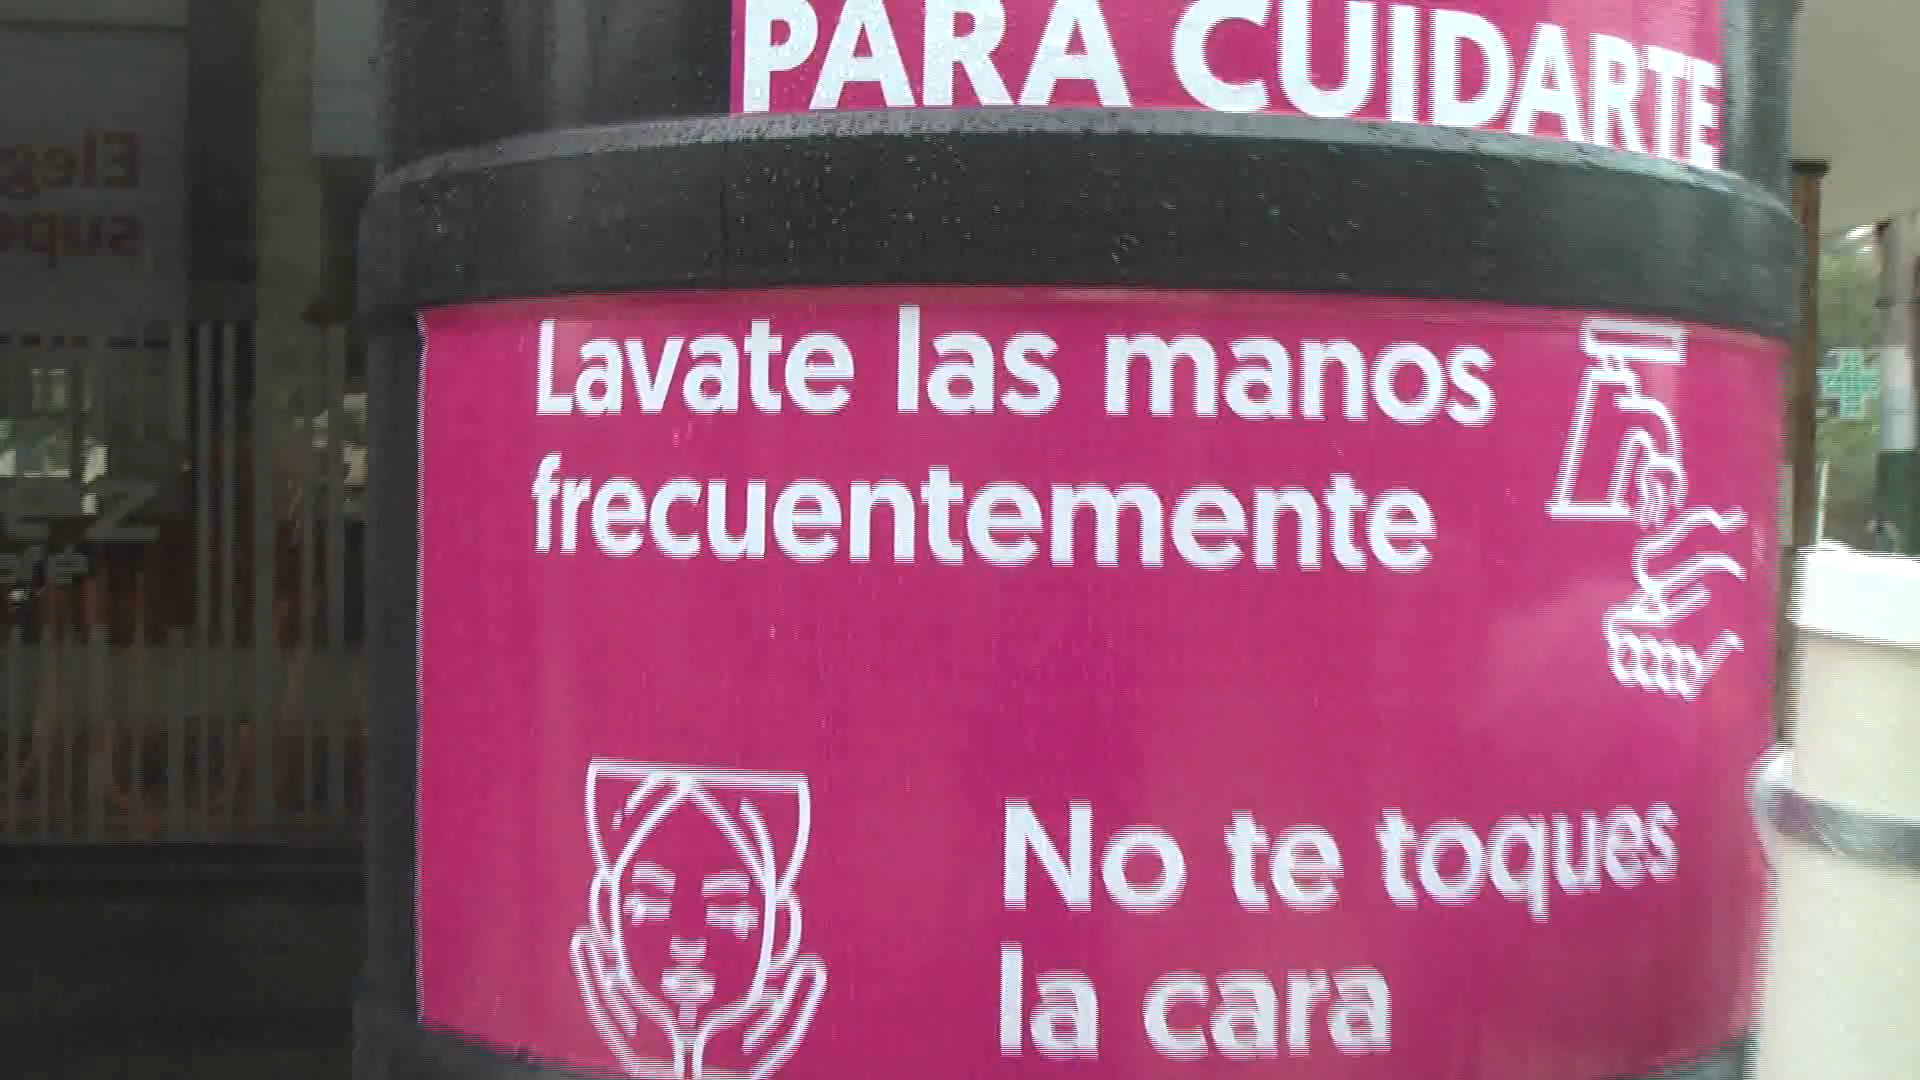 PARA CUIDARTE
Lavate las manos
frecuentemente
No te toques
la cara